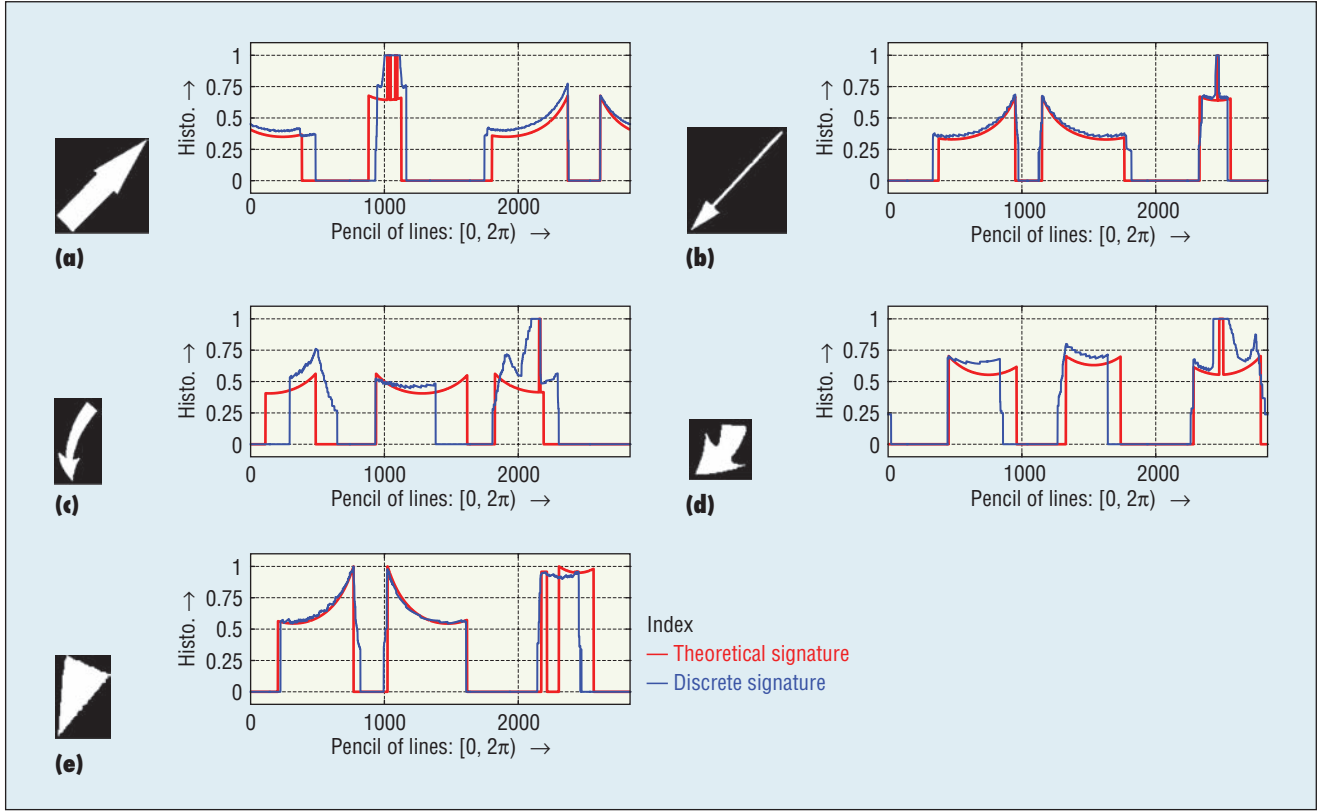 Histo. →
1
0.75
0.5
0.25
0
0 1000 2000
Pencil of lines: [0, 2π) →
(a)
Histo. →
1
0.75
0.5
0.25
0
0 1000 2000
Pencil of lines: [0, 2π) →
(b)
Histo. →
1
0.75
0.5
0.25
0
0 1000 2000
Pencil of lines: [0, 2π) →
(c)
Histo. →
1
0.75
0.5
0.25
0
0 1000 2000
Pencil of lines: [0, 2π) →
(d)
Histo. →
1
0.75
0.5
0.25
0
0 1000 2000
Pencil of lines: [0, 2π) →
(e)
Index
— Theoretical signature
— Discrete signature